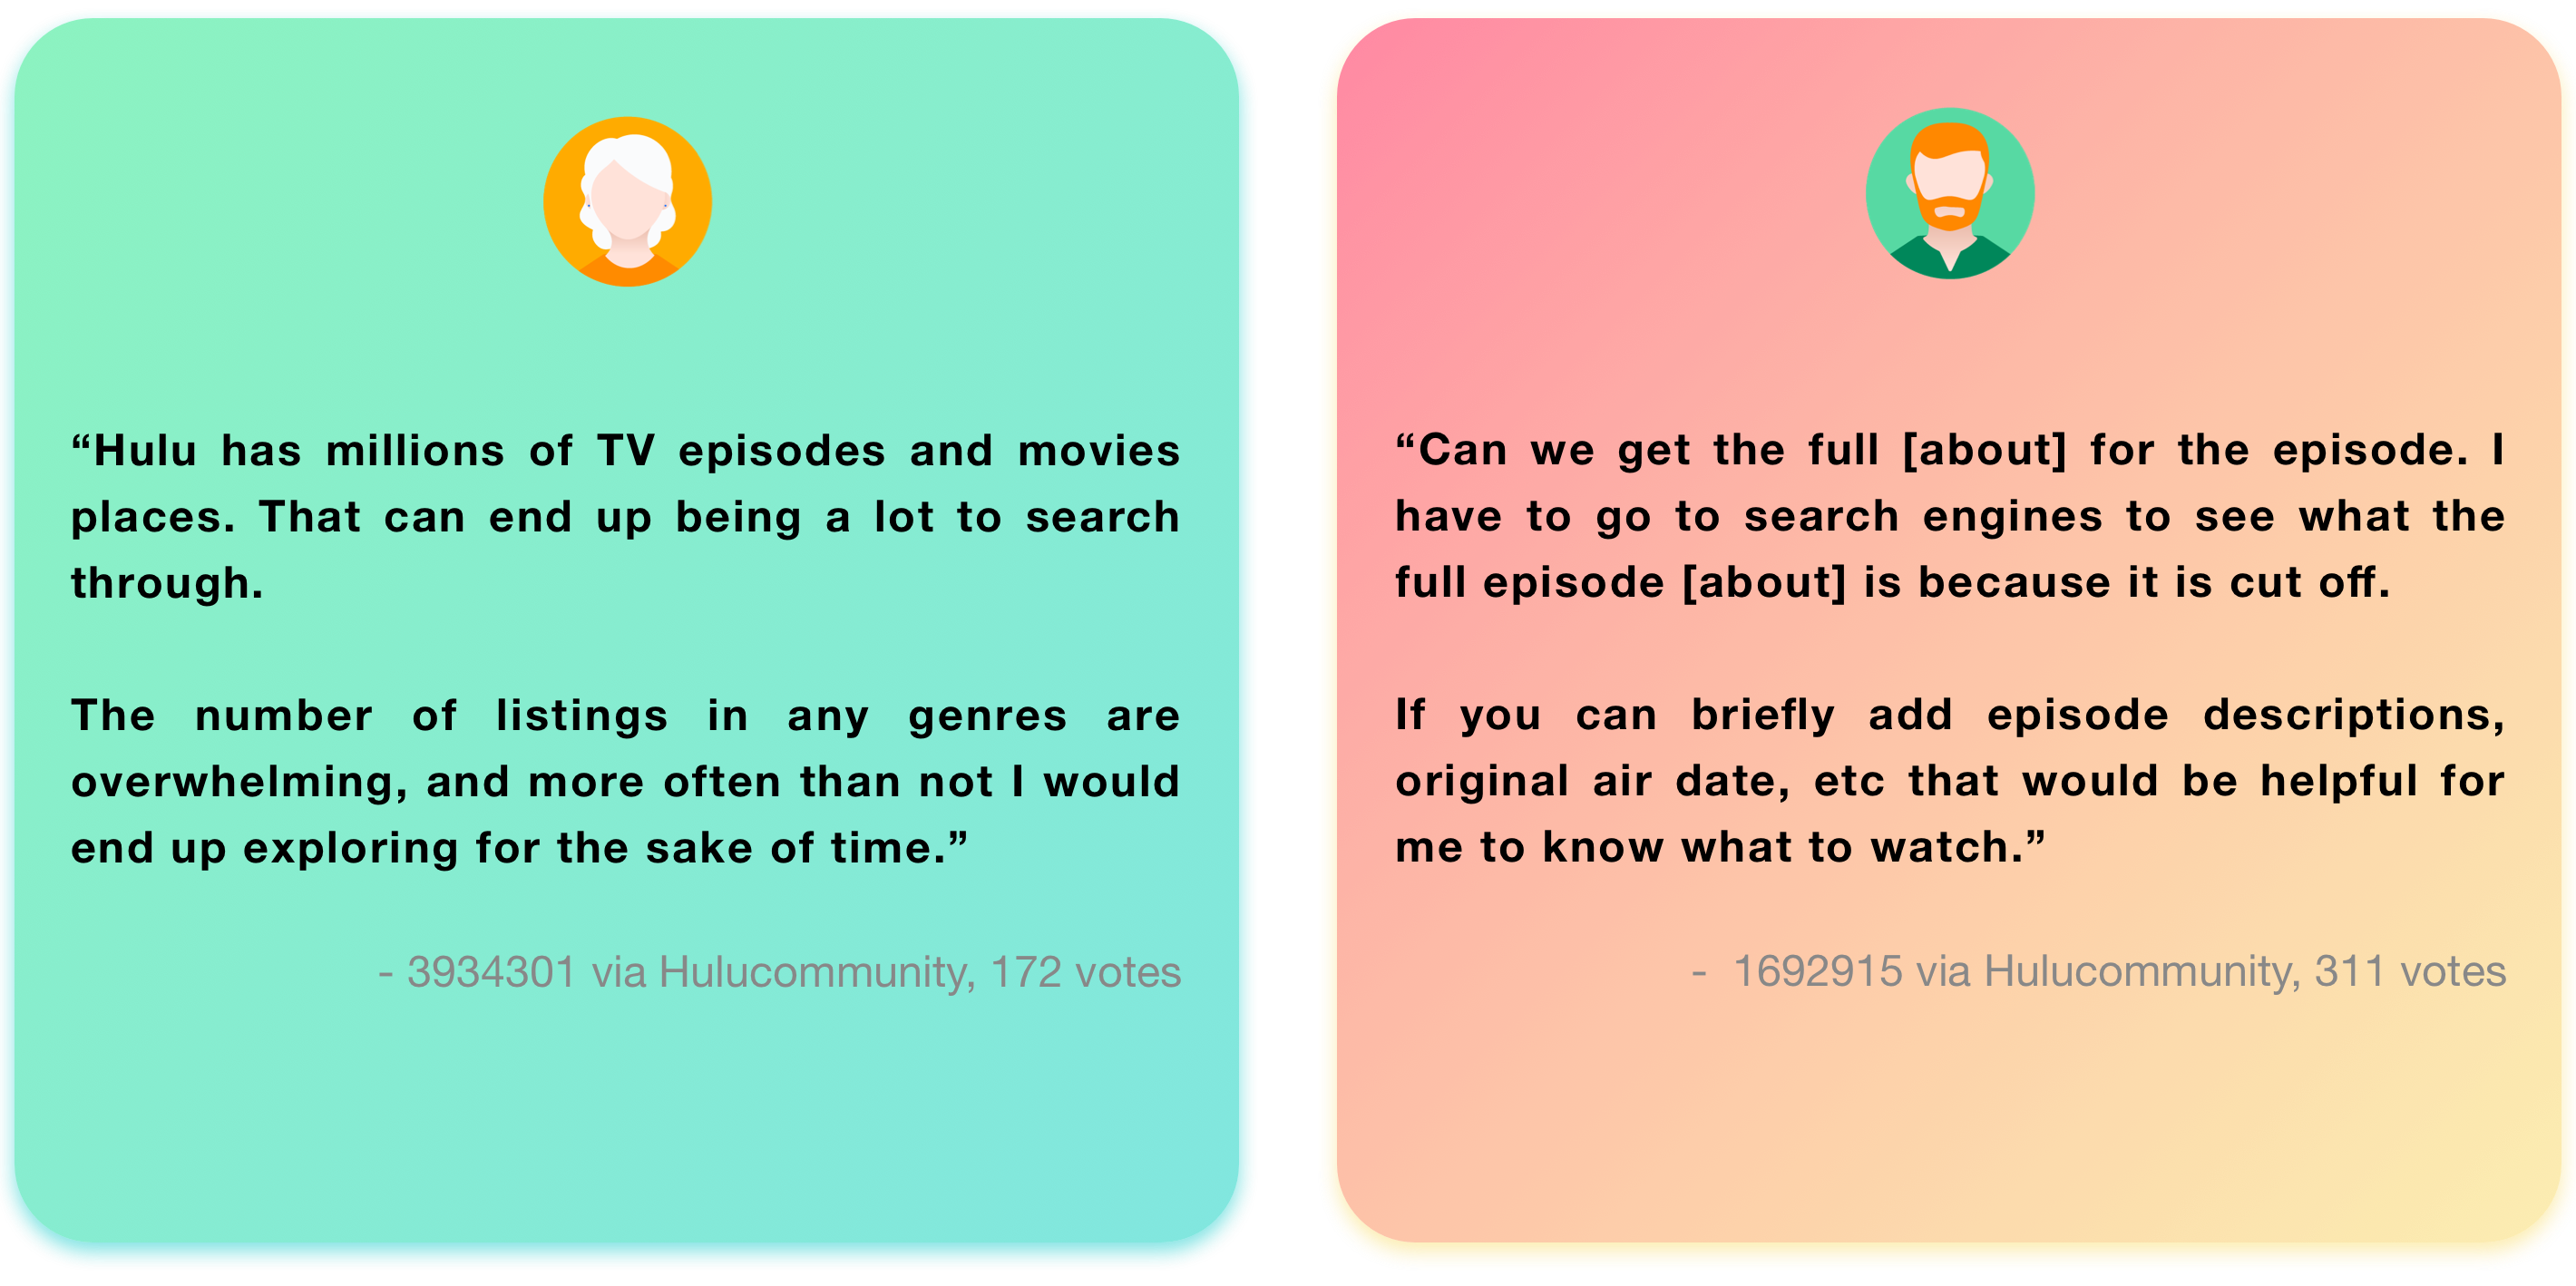 “Hulu has millions of TV episodes and movies
places. That can end up being a lot to search
through.
The number of listings in any genres are
overwhelming, and more often than not I would
end up exploring for the sake of time.”
- 3934301 via Hulucommunity, 172 votes
“Can we get the full [about] for the episode. I
have to go to search engines to see what the
full episode [about] is because it is cut off.
If you can briefly add episode descriptions,
original air date, etc that would be helpful for
me to know what to watch.”
- 1692915 via Hulucommunity, 311 votes